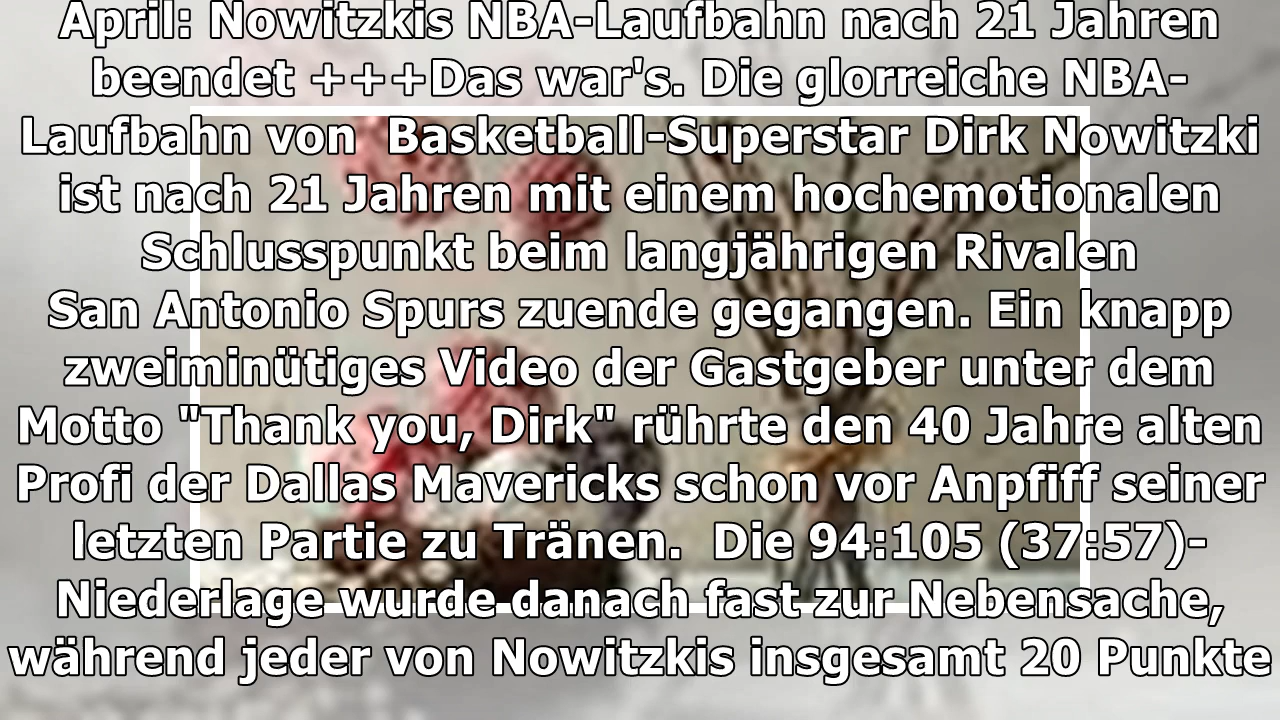 April: Nowitzkis NBA-Laufbahn nach 21 Jahren
beendet +++Das war's. Die glorreiche NBA-
Laufbahn von  Basketball-Superstar Dirk Nowitzki
ist nach 21 Jahren mit einem hochemotionalen
Schlusspunkt beim langjährigen Rivalen
San Antonio Spurs zuende gegangen. Ein knapp
zweiminütiges Video der Gastgeber unter dem
Motto "Thank you, Dirk" rührte den 40 Jahre alten
Profi der Dallas Mavericks schon vor Anpfiff seiner
letzten Partie zu Tränen.  Die 94:105 (37:57)-
Niederlage wurde danach fast zur Nebensache,
während jeder von Nowitzkis insgesamt 20 Punkte